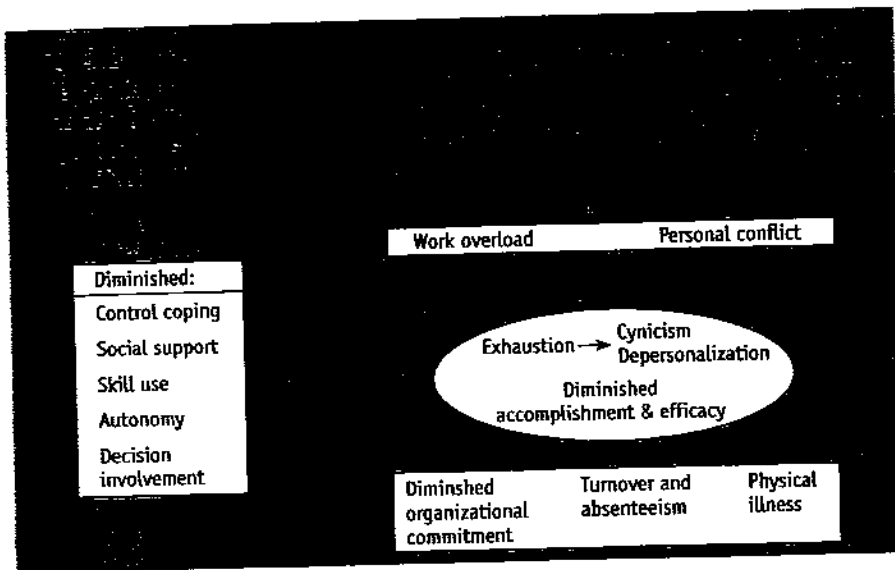 Work overload Personal conflict
Diminished:
Control coping
Social support
Skill use
Autonomy
Decision
involvement
Exhaustion → Cynicism
Depersonalization
Diminished
accomplishment & efficacy
Diminshed
organizational
commitment
Turnover and
absenteeism
Physical
illness